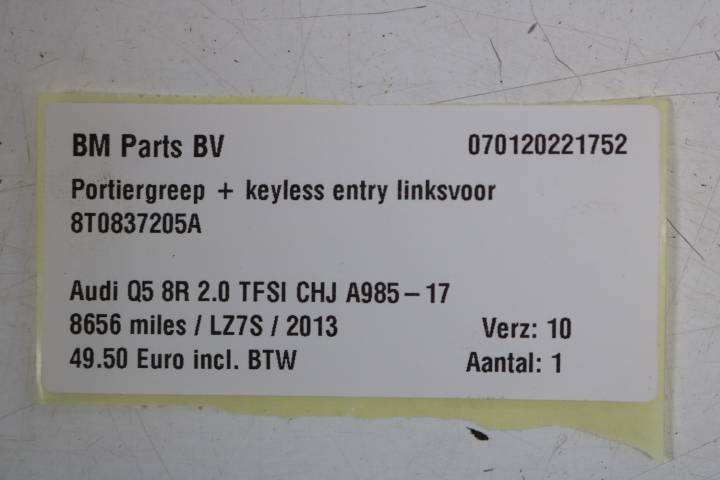 BM Parts BV 070120221752
Portiergreep + keyless entry linksvoor
8T0837205A
Audi Q5 8R 2.0 TFSI CHJ A985-17
8656 miles / LZ7S / 2013 Verz: 10
49.50 Euro incl. BTW Aantal: 1